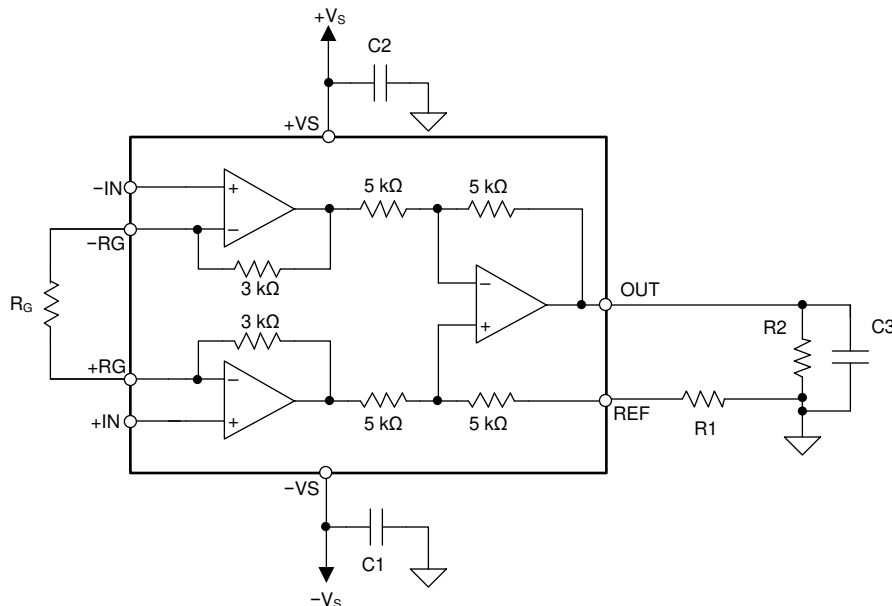 +VS
C2
+VS
−IN
5 kΩ
5 kΩ
−RG
3 kΩ
OUT
RG
3 kΩ
R2
C3
+RG
REF
+IN
5 kΩ
5 kΩ
R1
−VS
C1
−VS